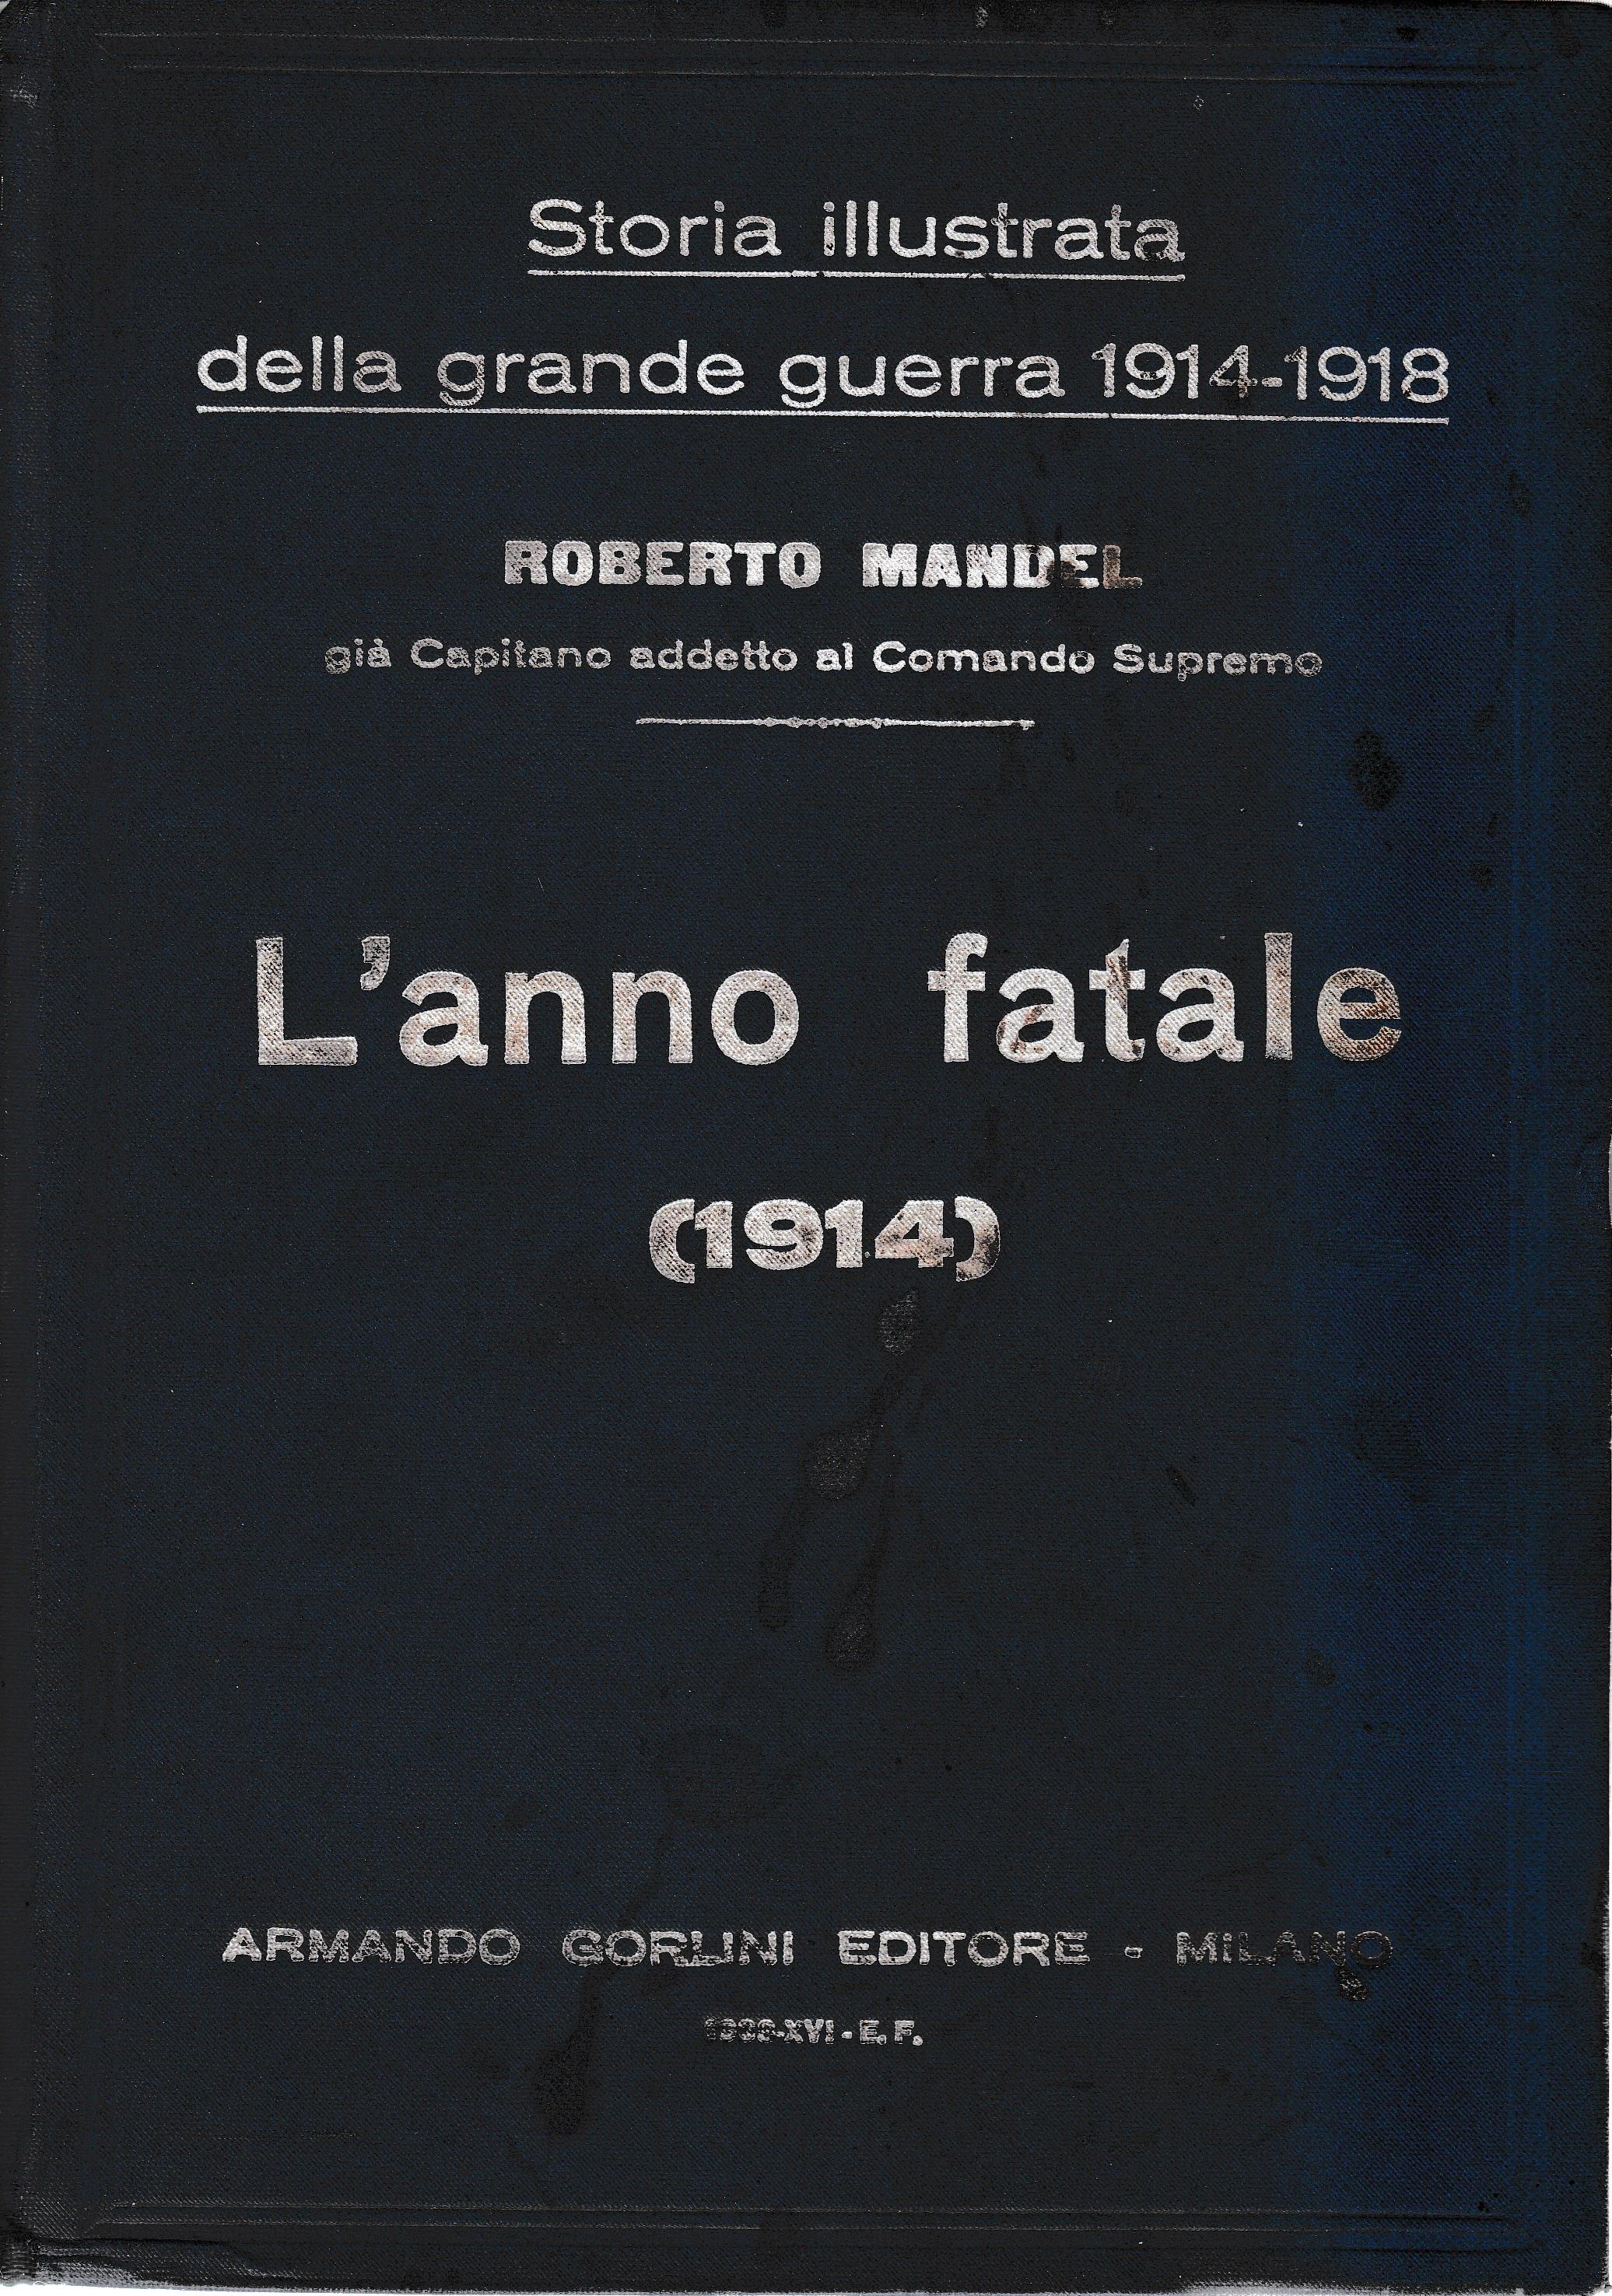 Storia illustrata
della grande guerra 1914-1918
ROBERTO MANDEL
già Capitano addetto al Comando Supremo
L'anno fatale
(1914)
ARMANDO GORLINI EDITORE - MILANO
1938-XVI-E. F.